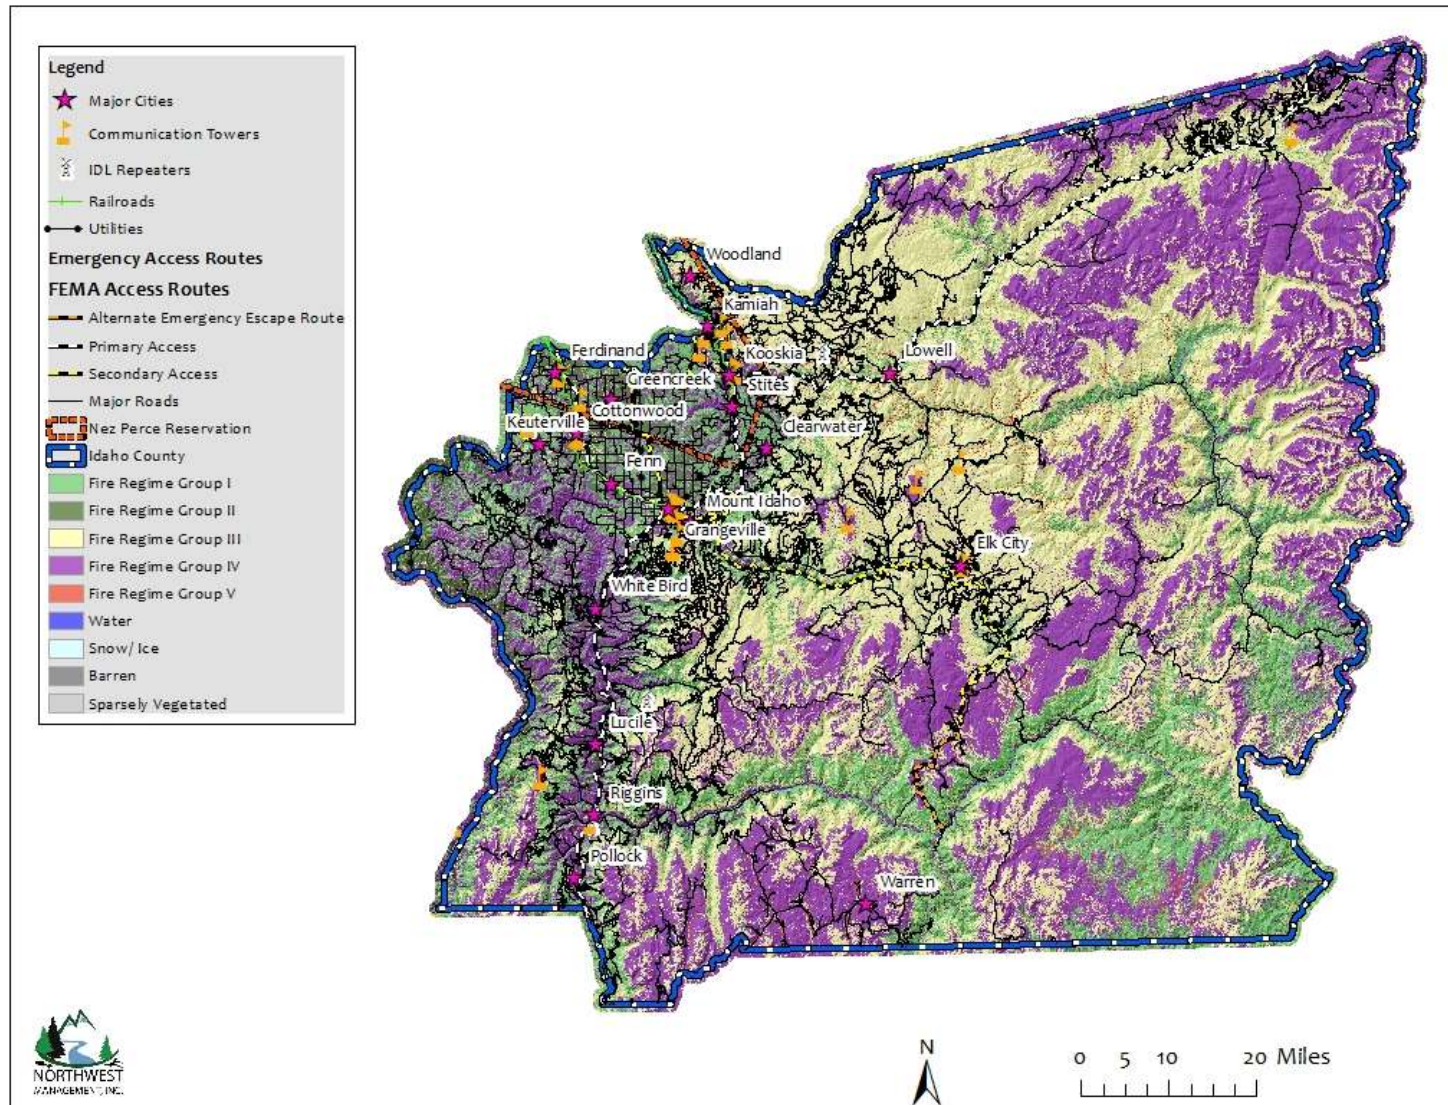 Legend
Major Cities
Communication Towers
IDL Repeaters
Railroads
Utilities
Emergency Access Routes
FEMA Access Routes
Alternate Emergency Escape Route
Primary Access
Secondary Access
Major Roads
Nez Perce Reservation
Idaho County
Fire Regime Group I
Fire Regime Group II
Fire Regime Group III
Fire Regime Group IV
Fire Regime Group V
Water
Snow/ Ice
Barren
Sparsely Vegetated
Woodland
Kamiah
Ferdinand
Kooskia
Lowell
Greencreek
Stites
Cottonwood
Keuterville
Clearwater
Fenn
Mount Idaho
Grangeville
Elk City
White Bird
Lucile
Riggins
Pollock
Warren
NORTHWEST
MANAGEMENT, INC.
N
0 5 10 20 Miles